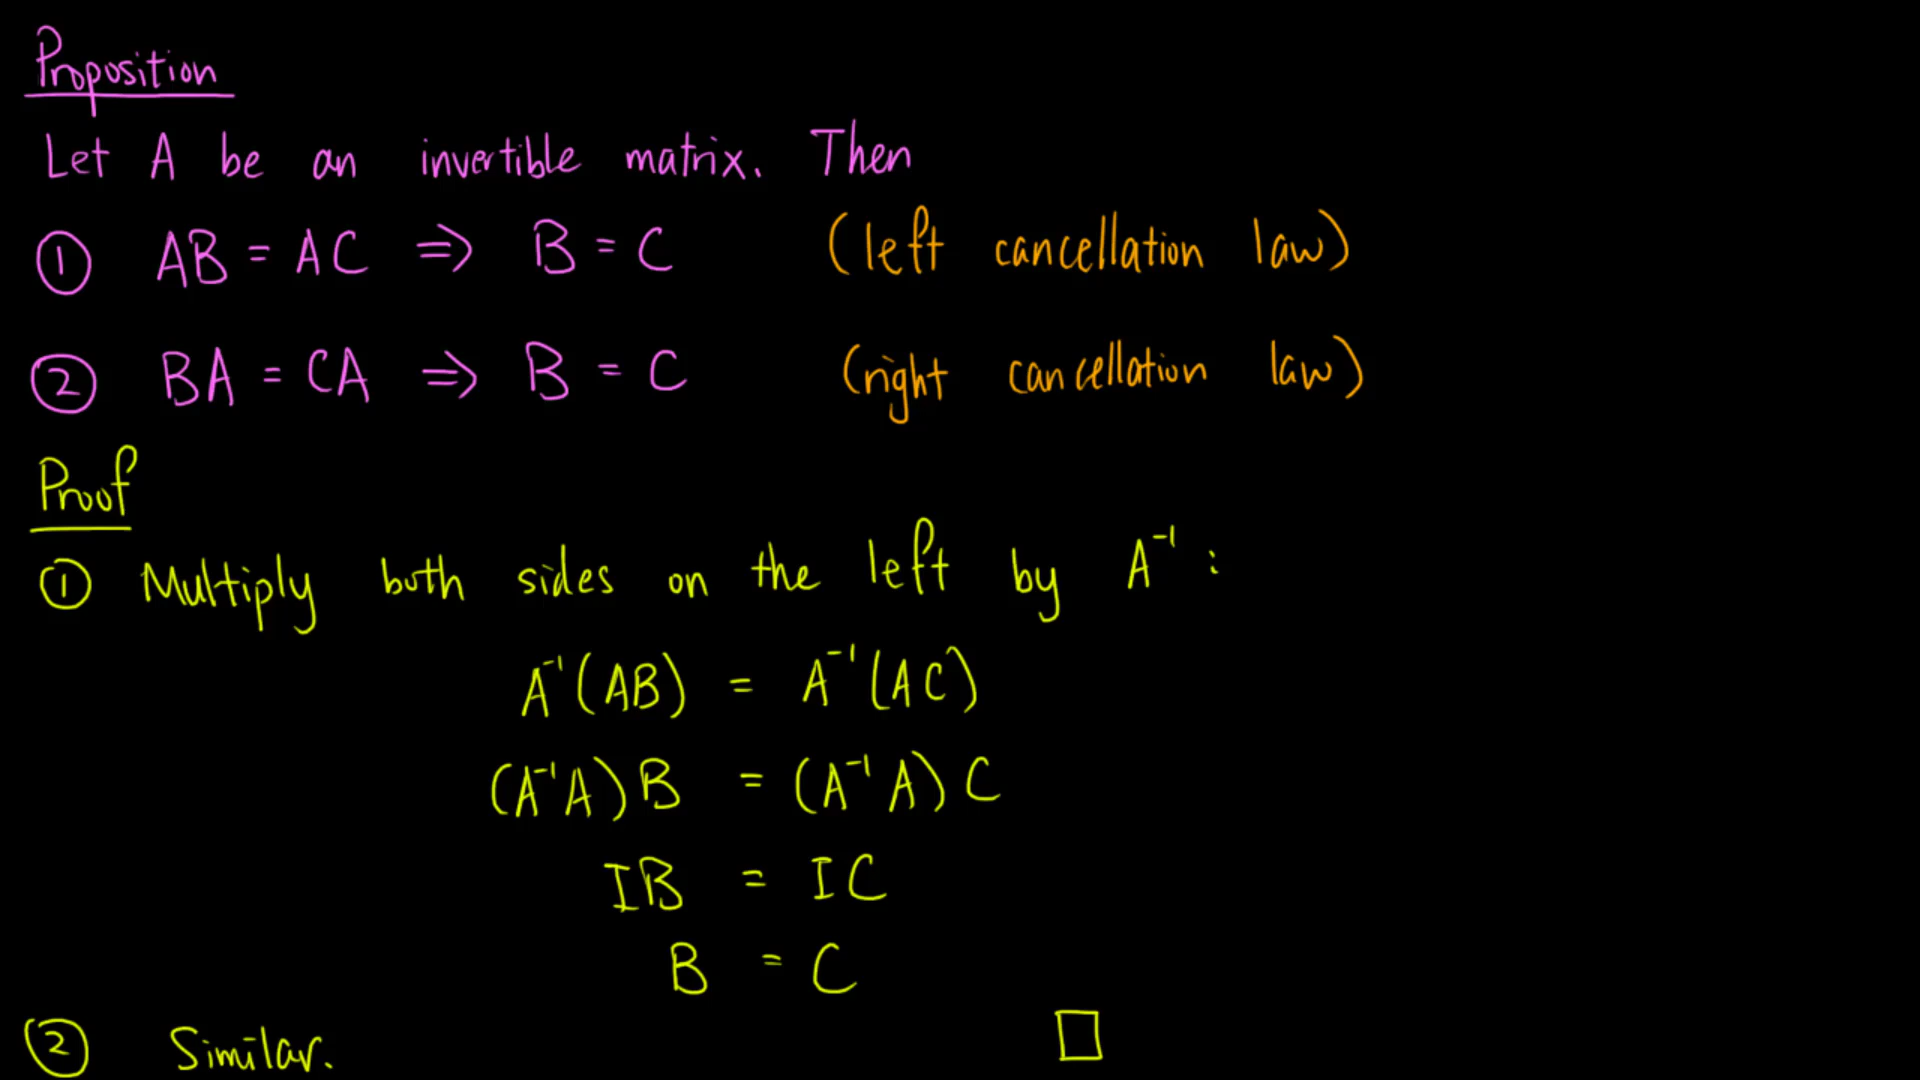 Proposition
Let A be an invertible matrix. Then
① AB = AC ⇒ B = C (left cancellation law)
② BA = CA ⇒ B = C (right cancellation law)
Proof
① Multiply both sides on the left by A⁻¹ :
A⁻¹(AB) = A⁻¹(AC)
(A⁻¹A)B = (A⁻¹A)C
IB = IC
B = C
② Similar. □